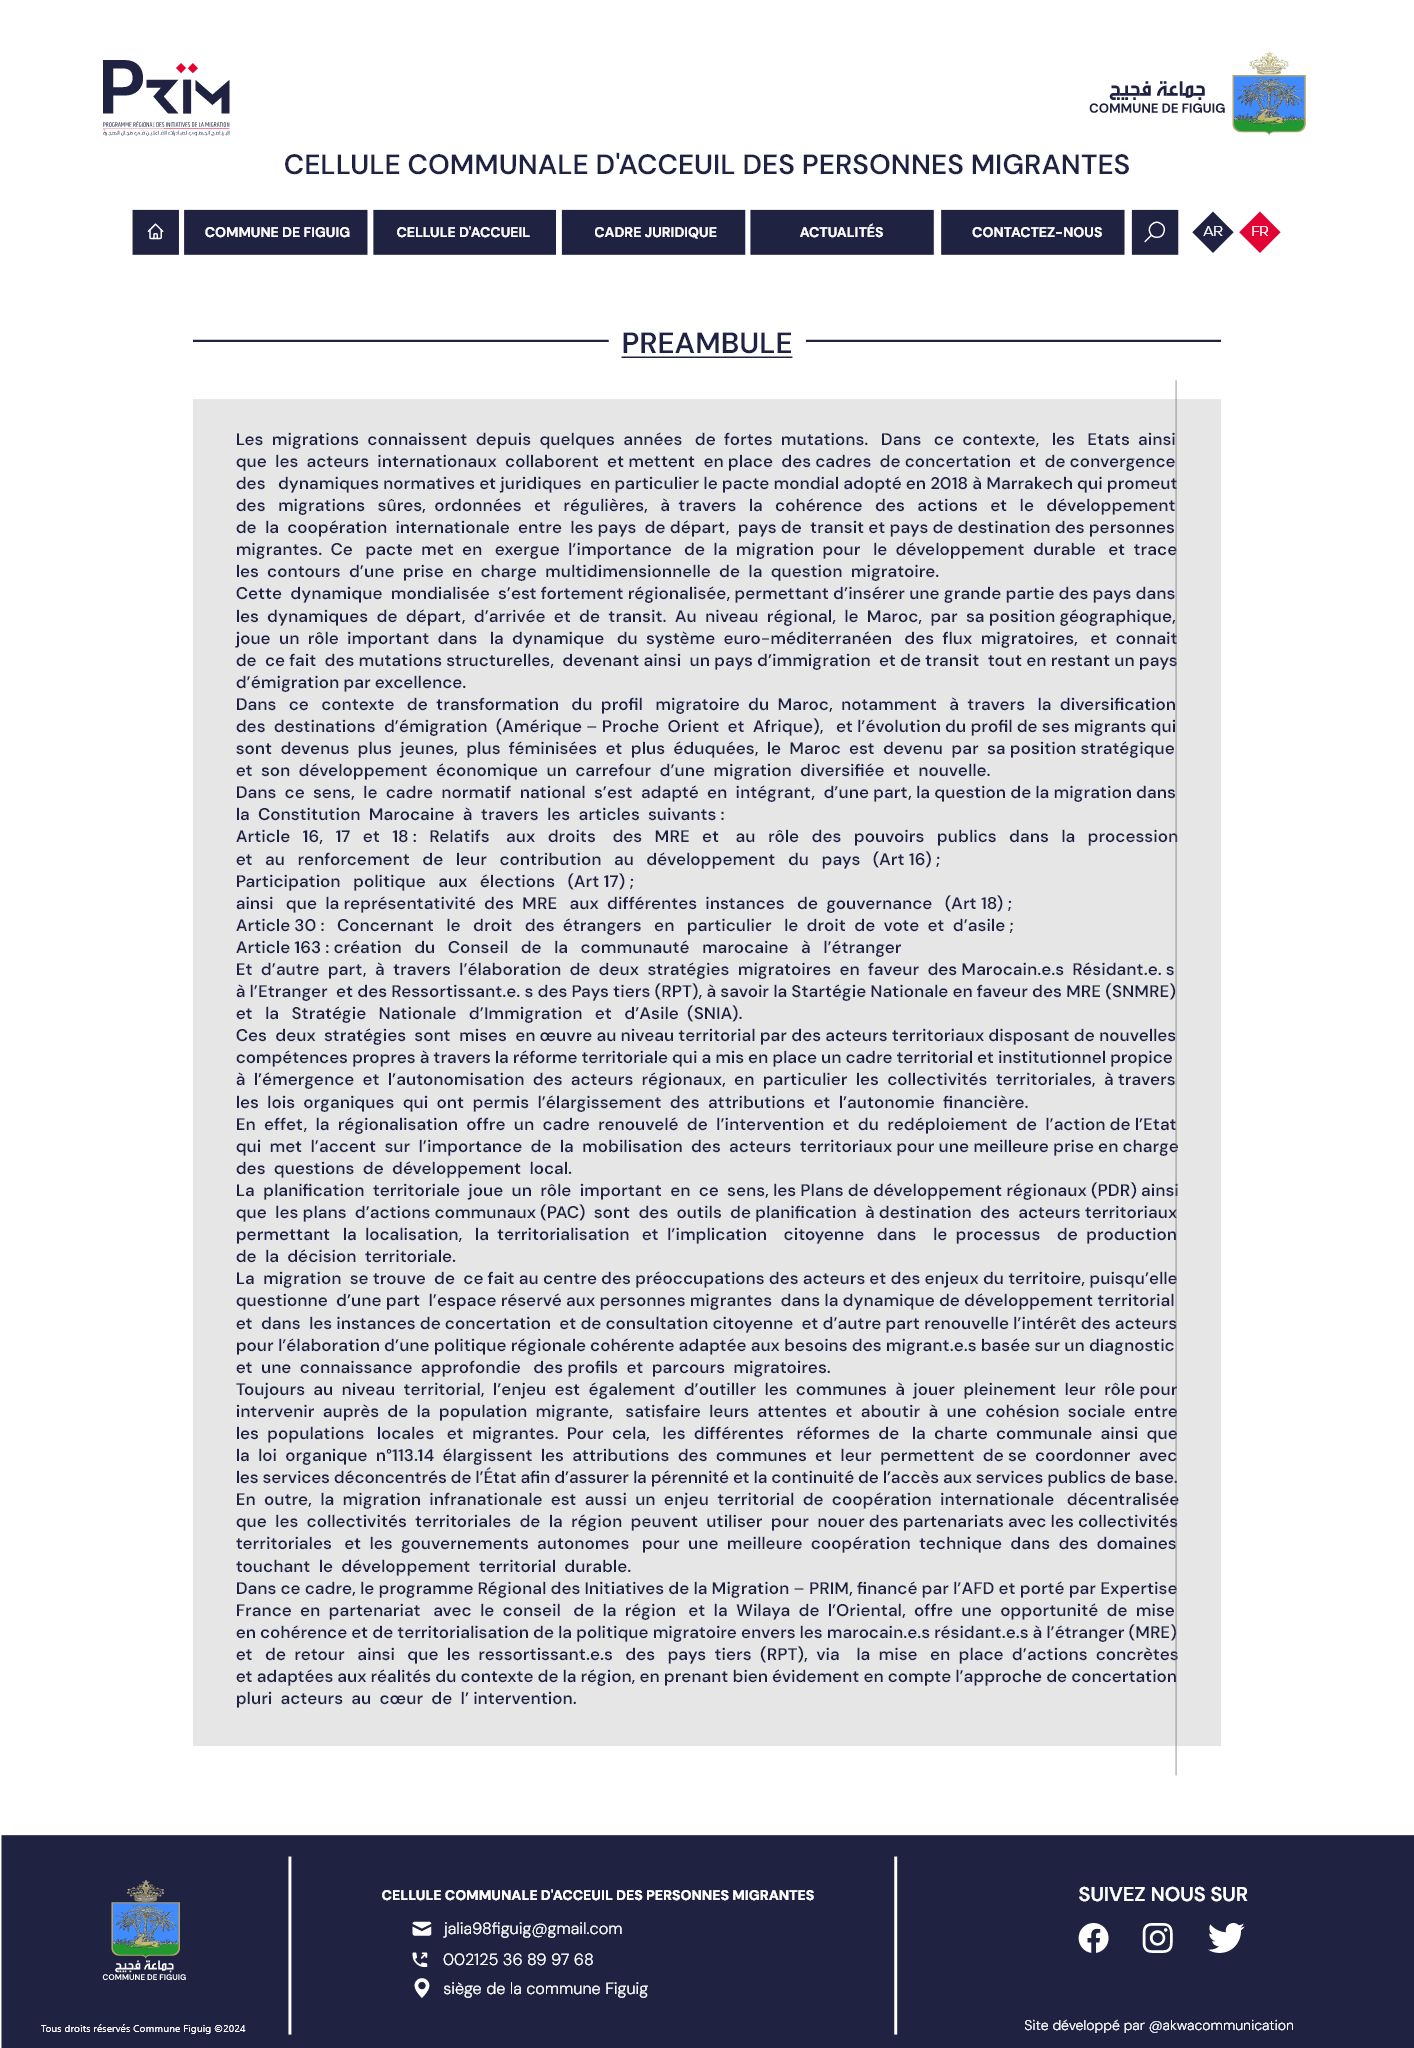 PRIM
PROGRAMME RÉGIONAL DES INITIATIVES DE LA MIGRATION
جماعة فجيج
COMMUNE DE FIGUIG
CELLULE COMMUNALE D'ACCEUIL DES PERSONNES MIGRANTES
COMMUNE DE FIGUIG
CELLULE D'ACCUEIL
CADRE JURIDIQUE
ACTUALITÉS
CONTACTEZ-NOUS
AR
FR
PREAMBULE
Les migrations connaissent depuis quelques années de fortes mutations. Dans ce contexte, les Etats ainsi
que les acteurs internationaux collaborent et mettent en place des cadres de concertation et de convergence
des dynamiques normatives et juridiques en particulier le pacte mondial adopté en 2018 à Marrakech qui promeut
des migrations sûres, ordonnées et régulières, à travers la cohérence des actions et le développement
de la coopération internationale entre les pays de départ, pays de transit et pays de destination des personnes
migrantes. Ce pacte met en exergue l’importance de la migration pour le développement durable et trace
les contours d’une prise en charge multidimensionnelle de la question migratoire.
Cette dynamique mondialisée s’est fortement régionalisée, permettant d’insérer une grande partie des pays dans
les dynamiques de départ, d’arrivée et de transit. Au niveau régional, le Maroc, par sa position géographique,
joue un rôle important dans la dynamique du système euro-méditerranéen des flux migratoires, et connait
de ce fait des mutations structurelles, devenant ainsi un pays d’immigration et de transit tout en restant un pays
d’émigration par excellence.
Dans ce contexte de transformation du profil migratoire du Maroc, notamment à travers la diversification
des destinations d’émigration (Amérique – Proche Orient et Afrique), et l’évolution du profil de ses migrants qui
sont devenus plus jeunes, plus féminisées et plus éduquées, le Maroc est devenu par sa position stratégique
et son développement économique un carrefour d’une migration diversifiée et nouvelle.
Dans ce sens, le cadre normatif national s’est adapté en intégrant, d’une part, la question de la migration dans
la Constitution Marocaine à travers les articles suivants :
Article 16, 17 et 18 : Relatifs aux droits des MRE et au rôle des pouvoirs publics dans la procession
et au renforcement de leur contribution au développement du pays (Art 16) ;
Participation politique aux élections (Art 17) ;
ainsi que la représentativité des MRE aux différentes instances de gouvernance (Art 18) ;
Article 30 : Concernant le droit des étrangers en particulier le droit de vote et d’asile ;
Article 163 : création du Conseil de la communauté marocaine à l’étranger
Et d’autre part, à travers l’élaboration de deux stratégies migratoires en faveur des Marocain.e.s Résidant.e. s
à l’Etranger et des Ressortissant.e. s des Pays tiers (RPT), à savoir la Startégie Nationale en faveur des MRE (SNMRE)
et la Stratégie Nationale d’Immigration et d’Asile (SNIA).
Ces deux stratégies sont mises en œuvre au niveau territorial par des acteurs territoriaux disposant de nouvelles
compétences propres à travers la réforme territoriale qui a mis en place un cadre territorial et institutionnel propice
à l’émergence et l’autonomisation des acteurs régionaux, en particulier les collectivités territoriales, à travers
les lois organiques qui ont permis l’élargissement des attributions et l’autonomie financière.
En effet, la régionalisation offre un cadre renouvelé de l’intervention et du redéploiement de l’action de l’Etat
qui met l’accent sur l’importance de la mobilisation des acteurs territoriaux pour une meilleure prise en charge
des questions de développement local.
La planification territoriale joue un rôle important en ce sens, les Plans de développement régionaux (PDR) ainsi
que les plans d’actions communaux (PAC) sont des outils de planification à destination des acteurs territoriaux
permettant la localisation, la territorialisation et l’implication citoyenne dans le processus de production
de la décision territoriale.
La migration se trouve de ce fait au centre des préoccupations des acteurs et des enjeux du territoire, puisqu’elle
questionne d’une part l’espace réservé aux personnes migrantes dans la dynamique de développement territorial
et dans les instances de concertation et de consultation citoyenne et d’autre part renouvelle l’intérêt des acteurs
pour l’élaboration d’une politique régionale cohérente adaptée aux besoins des migrant.e.s basée sur un diagnostic
et une connaissance approfondie des profils et parcours migratoires.
Toujours au niveau territorial, l’enjeu est également d’outiller les communes à jouer pleinement leur rôle pour
intervenir auprès de la population migrante, satisfaire leurs attentes et aboutir à une cohésion sociale entre
les populations locales et migrantes. Pour cela, les différentes réformes de la charte communale ainsi que
la loi organique n°113.14 élargissent les attributions des communes et leur permettent de se coordonner avec
les services déconcentrés de l’État afin d’assurer la pérennité et la continuité de l’accès aux services publics de base.
En outre, la migration infranationale est aussi un enjeu territorial de coopération internationale décentralisée
que les collectivités territoriales de la région peuvent utiliser pour nouer des partenariats avec les collectivités
territoriales et les gouvernements autonomes pour une meilleure coopération technique dans des domaines
touchant le développement territorial durable.
Dans ce cadre, le programme Régional des Initiatives de la Migration – PRIM, financé par l’AFD et porté par Expertise
France en partenariat avec le conseil de la région et la Wilaya de l’Oriental, offre une opportunité de mise
en cohérence et de territorialisation de la politique migratoire envers les marocain.e.s résidant.e.s à l’étranger (MRE)
et de retour ainsi que les ressortissant.e.s des pays tiers (RPT), via la mise en place d’actions concrètes
et adaptées aux réalités du contexte de la région, en prenant bien évidement en compte l’approche de concertation
pluri acteurs au cœur de l’ intervention.
جماعة فجيج
COMMUNE DE FIGUIG
Tous droits réservés Commune Figuig ©2024
CELLULE COMMUNALE D'ACCEUIL DES PERSONNES MIGRANTES
jalia98figuig@gmail.com
002125 36 89 97 68
siège de la commune Figuig
SUIVEZ NOUS SUR
Site développé par @akwacommunication